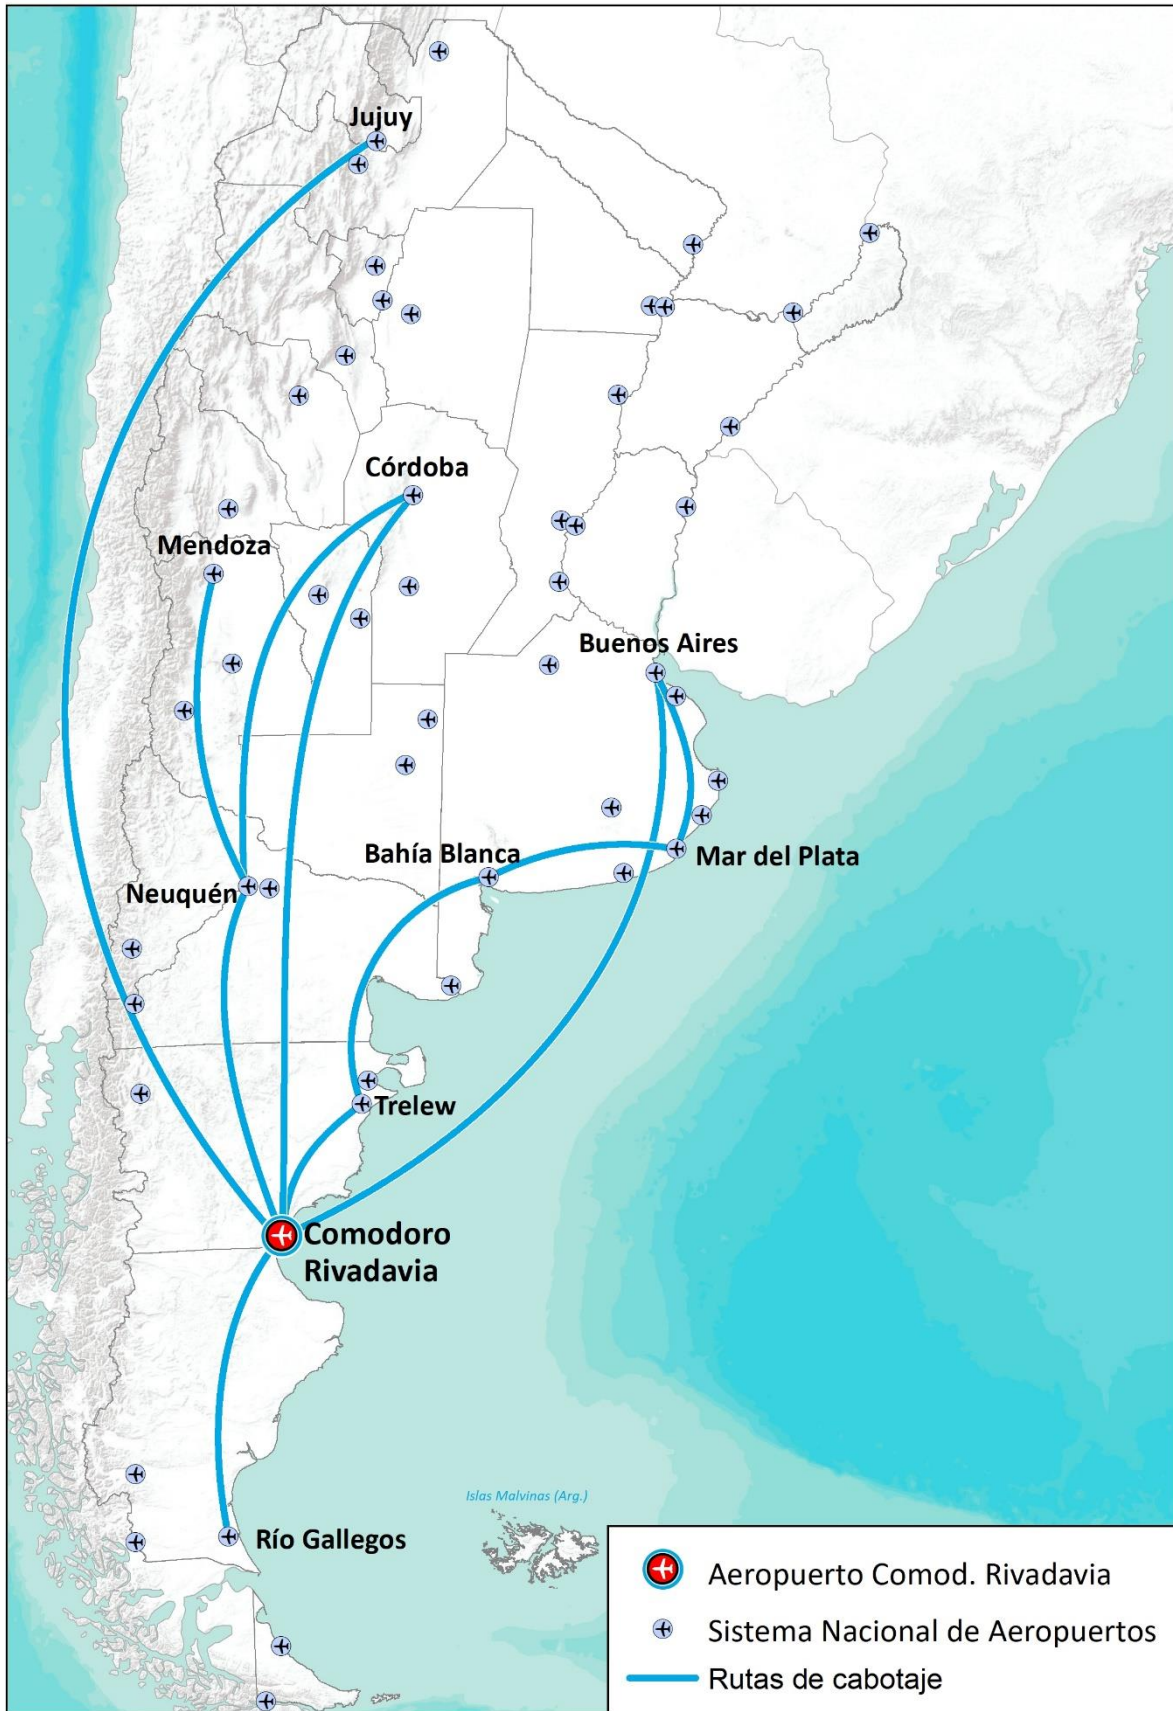 Jujuy
Córdoba
Mendoza
Buenos Aires
Bahía Blanca
Mar del Plata
Neuquén
Trelew
Comodoro
Rivadavia
Islas Malvinas (Arg.)
Río Gallegos
Aeropuerto Comod. Rivadavia
Sistema Nacional de Aeropuertos
Rutas de cabotaje